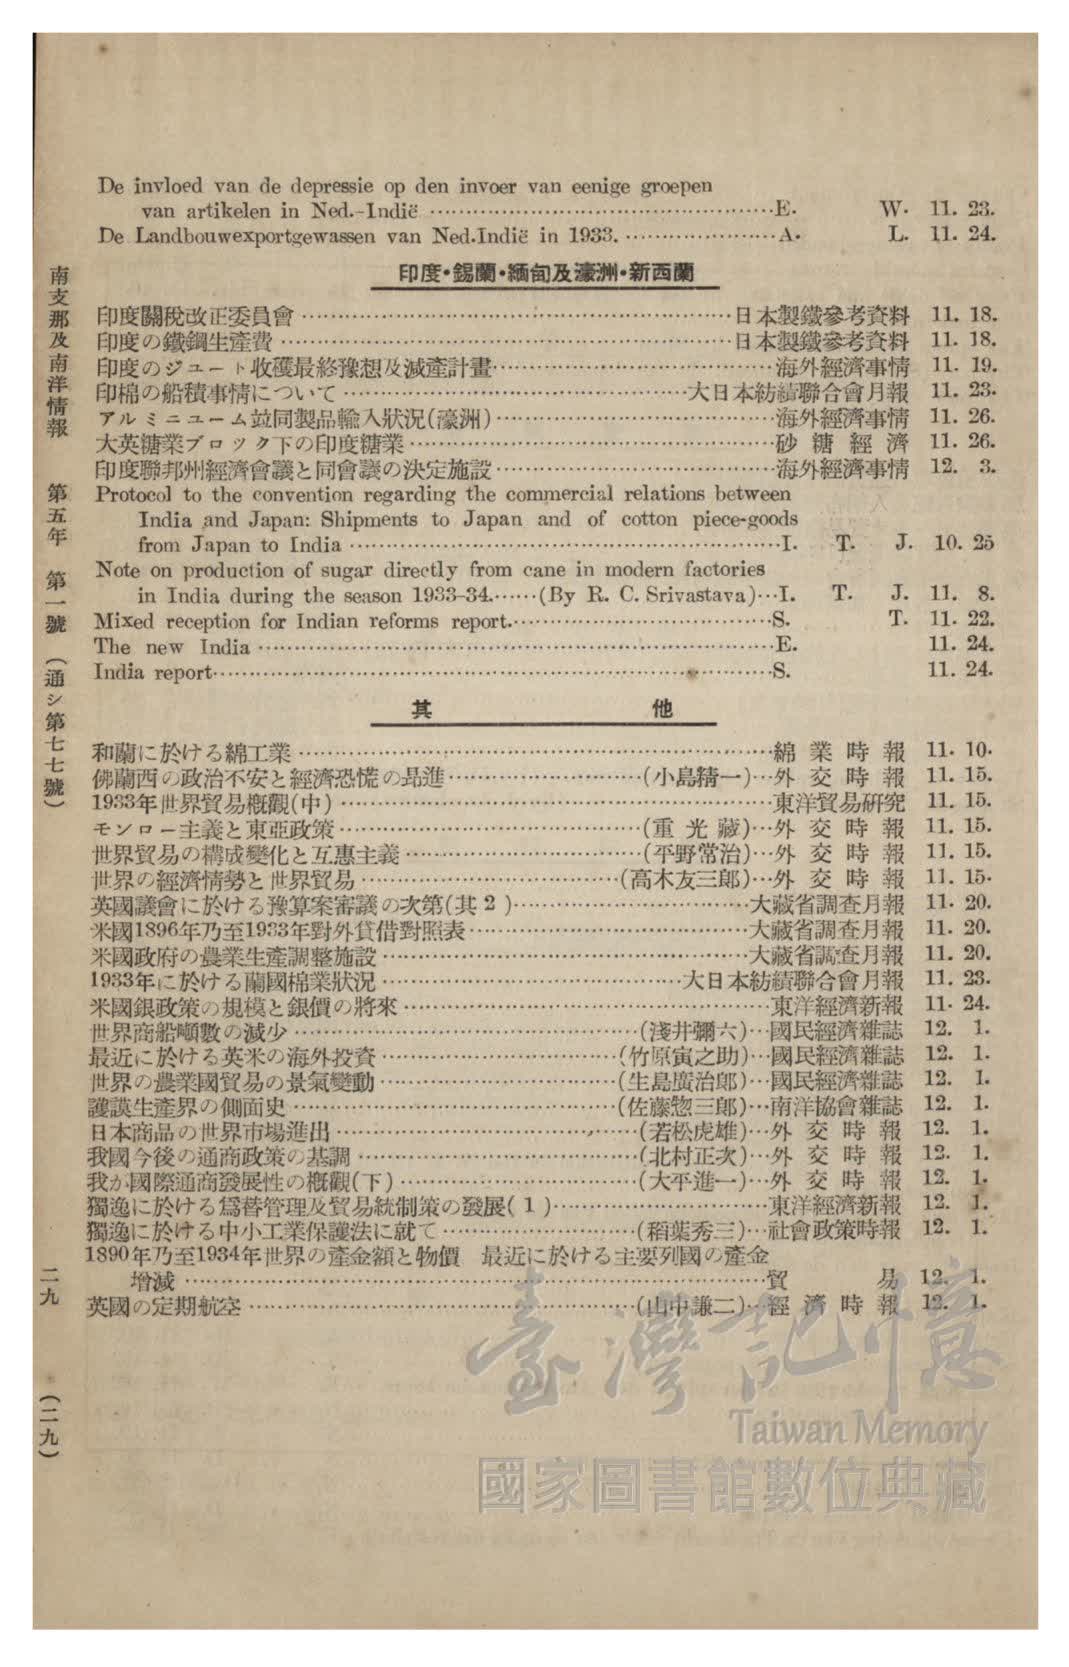 De invloed van de depressie op den invoer van eenige groepen
van artikelen in Ned.-Indië ……………………………………E. W. 11. 23.
De Landbouwexportgewassen van Ned.Indië in 1933. …………………A. L. 11. 24.
印度・錫蘭・緬甸及濠洲・新西蘭
印度關稅改正委員會 ……………………………………日本製鐵參考資料 11. 18.
印度の鐵鋼生產費 ……………………………………日本製鐵參考資料 11. 18.
印度のジュート收穫最終豫想及減產計畫……………………………海外經濟事情 11. 19.
印棉の船積事情について ……………………………大日本紡績聯合會月報 11. 23.
アルミニューム竝同製品輸入狀況(濠洲) ……………………………海外經濟事情 11. 26.
大英糖業ブロック下の印度糖業 ……………………………………砂糖經濟 11. 26.
印度聯邦州經濟會議と同會議の決定施設 ……………………………海外經濟事情 12. 3.
Protocol to the convention regarding the commercial relations between
India and Japan: Shipments to Japan and of cotton piece-goods
from Japan to India ……………………………………………I. T. J. 10. 25
Note on production of sugar directly from cane in modern factories
in India during the season 1933-34.……(By R. C. Srivastava)…I. T. J. 11. 8.
Mixed reception for Indian reforms report.……………………………S. T. 11. 22.
The new India ……………………………………………………E. 11. 24.
India report…………………………………………………………S. 11. 24.
其他
和蘭に於ける綿工業 ……………………………………………綿業時報 11. 10.
佛蘭西の政治不安と經濟恐慌の昂進 …………………(小島精一)…外交時報 11. 15.
1933年世界貿易概觀(中) ……………………………………東洋貿易研究 11. 15.
モンロー主義と東亞政策 ……………………………(重光藏)…外交時報 11. 15.
世界貿易の構成變化と互惠主義 ………………………(平野常治)…外交時報 11. 15.
世界の經濟情勢と世界貿易 …………………………(高木友三郎)…外交時報 11. 15.
英國議會に於ける豫算案審議の次第(其2)………………………大藏省調査月報 11. 20.
米國1896年乃至1933年對外貸借對照表 …………………………大藏省調査月報 11. 20.
米國政府の農業生產調整施設 ……………………………………大藏省調査月報 11. 20.
1933年に於ける蘭國棉業狀況 …………………………大日本紡績聯合會月報 11. 23.
米國銀政策の規模と銀價の將來 ……………………………………東洋經濟新報 11. 24.
世界商船噸數の減少 ……………………………(淺井彌六)…國民經濟雜誌 12. 1.
最近に於ける英米の海外投資 ……………………(竹原寅之助)…國民經濟雜誌 12. 1.
世界の農業國貿易の景氣變動 ……………………(生島廣治郎)…國民經濟雜誌 12. 1.
護謨生產界の側面史 ……………………………(佐藤惣三郎)…南洋協會雜誌 12. 1.
日本商品の世界市場進出 …………………………(若松虎雄)…外交時報 12. 1.
我國今後の通商政策の基調 ………………………(北村正次)…外交時報 12. 1.
我が國際通商發展性の概觀(下) …………………(大平進一)…外交時報 12. 1.
獨逸に於ける爲替管理及貿易統制策の發展(1)……………………東洋經濟新報 12. 1.
獨逸に於ける中小工業保護法に就て …………………(稻葉秀三)…社會政策時報 12. 1.
1890年乃至1934年世界の產金額と物價 最近に於ける主要列國の產金
增減 ……………………………………………………貿易 12. 1.
英國の定期航空 ………………………………(山中謙二)…經濟時報 12. 1.
南支那及南洋情報 第五年 第一號 (通シ第七七號)
二九
(二九)
臺灣記憶
Taiwan Memory
國家圖書館數位典藏